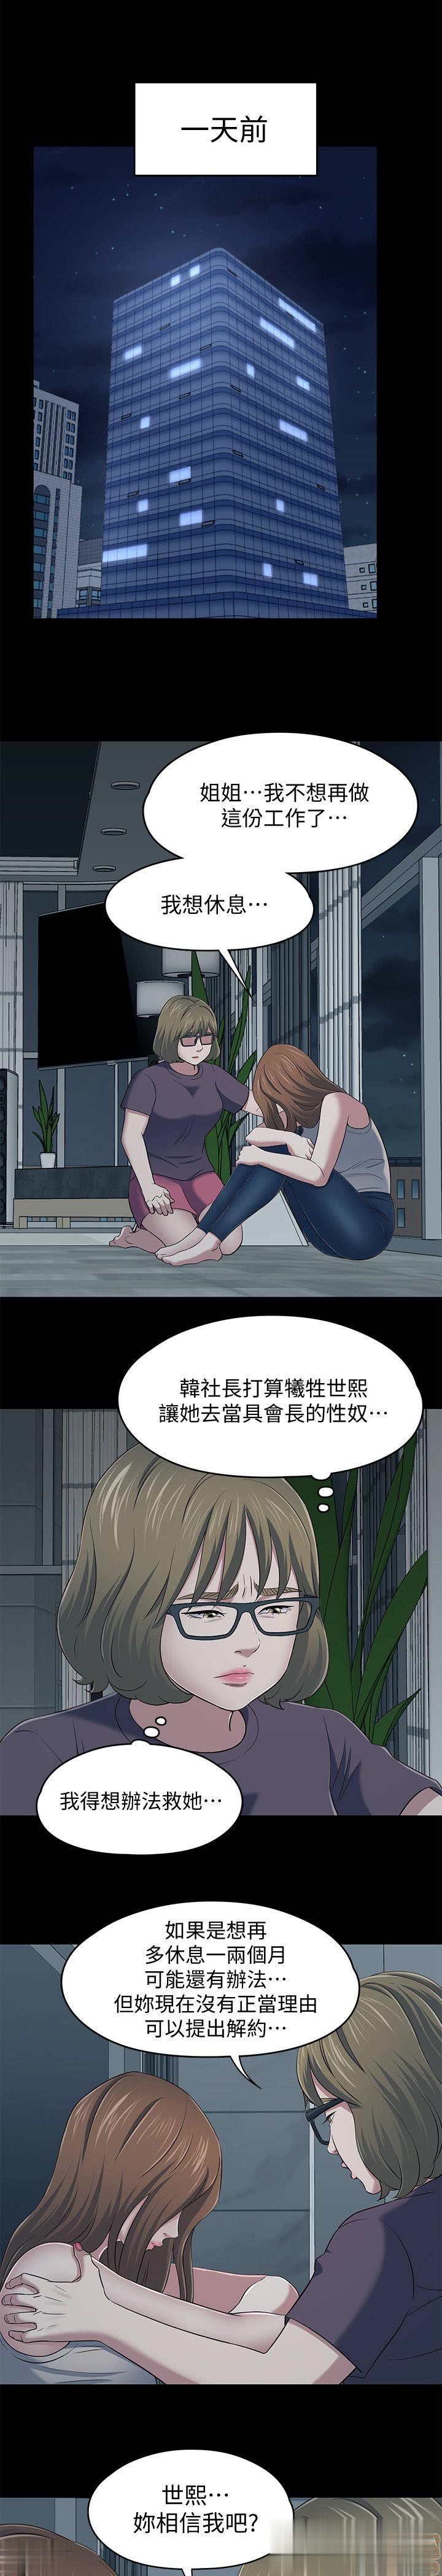 一天前
姐姐…我不想再做
這份工作了…
我想休息…
韓社長打算犧牲世熙
讓她去當具會長的性奴…
我得想辦法救她…
如果是想再
多休息一兩個月
可能還有辦法…
但妳現在沒有正當理由
可以提出解約…
世熙…
妳相信我吧?